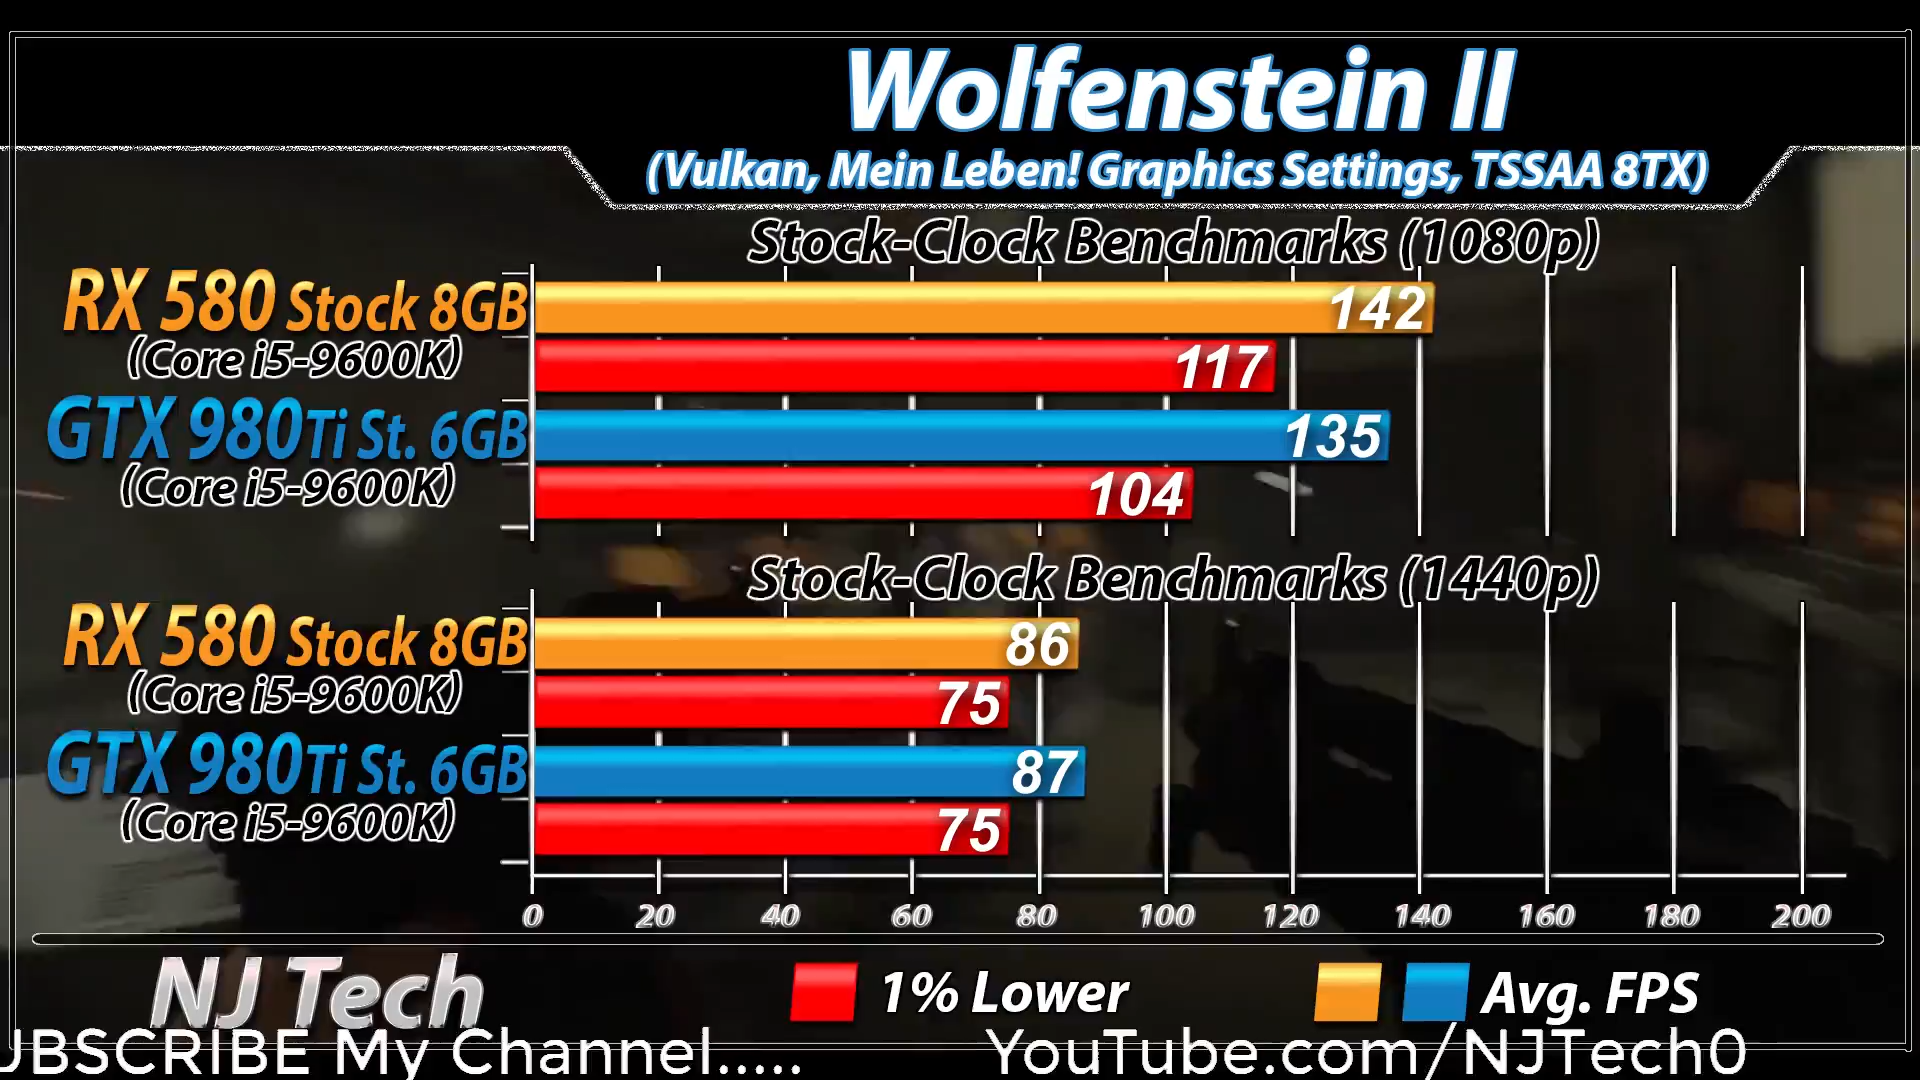 Wolfenstein II
(Vulkan, Mein Leben! Graphics Settings, TSSAA 8TX)
Stock-Clock Benchmarks (1080p)
RX 580 Stock 8GB
142
(Core i5-9600K)
117
GTX 980Ti St. 6GB
135
(Core i5-9600K)
104
Stock-Clock Benchmarks (1440p)
RX 580 Stock 8GB
86
(Core i5-9600K)
75
GTX 980Ti St. 6GB
87
(Core i5-9600K)
75
0 20 40 60 80 100 120 140 160 180 200
NJ Tech
1% Lower
Avg. FPS
UBSCRIBE My Channel..... YouTube.com/NJTech0